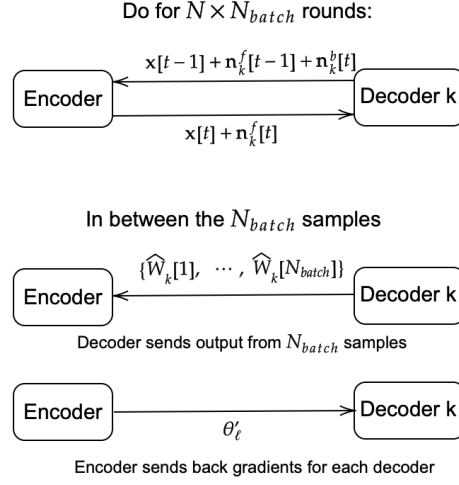 Do for N × N_batch rounds:
x[t − 1] + n_k^f[t − 1] + n_k^b[t]
Encoder
Decoder k
x[t] + n_k^f[t]
In between the N_batch samples
{Ŵ_k[1], ⋯ , Ŵ_k[N_batch]}
Encoder
Decoder k
Decoder sends output from N_batch samples
Encoder
Decoder k
θ′_ℓ
Encoder sends back gradients for each decoder